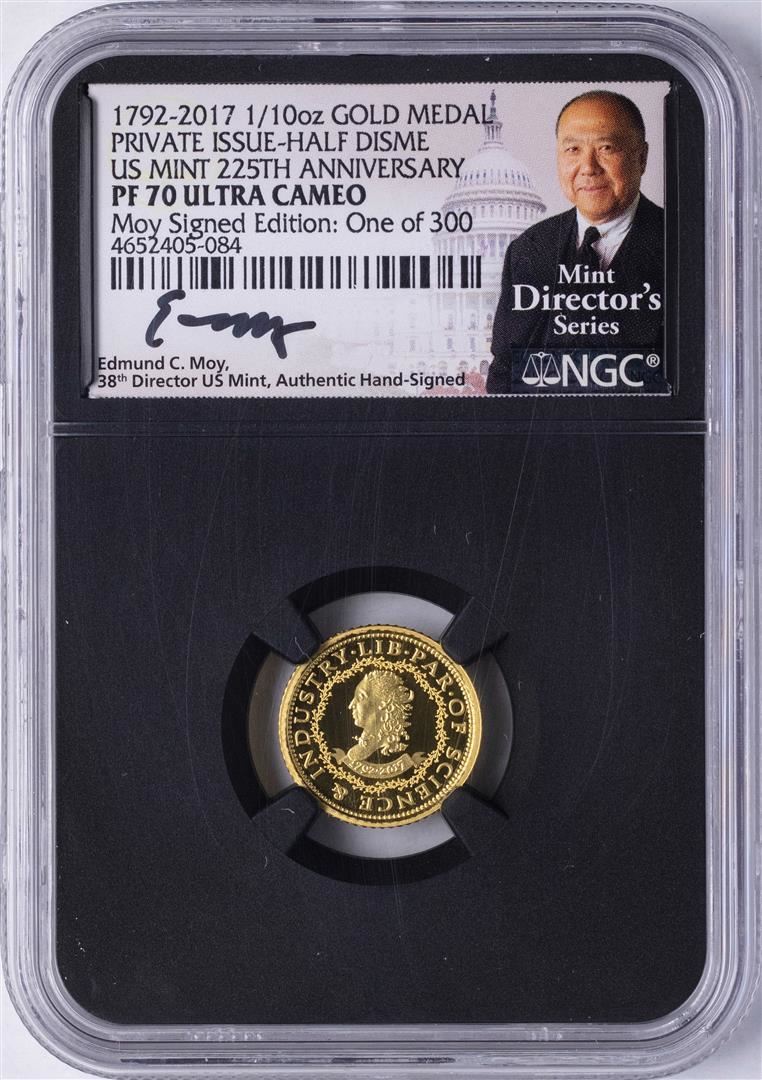 1792-2017 1/10oz GOLD MEDAL
PRIVATE ISSUE-HALF DISME
US MINT 225TH ANNIVERSARY
PF 70 ULTRA CAMEO
Moy Signed Edition: One of 300
4652405-084
Edmund C. Moy,
38th Director US Mint, Authentic Hand-Signed
Mint
Director's
Series
NGC®
INDUSTRY·LIB·PAR·OF·SCIENCE &
1792-2017